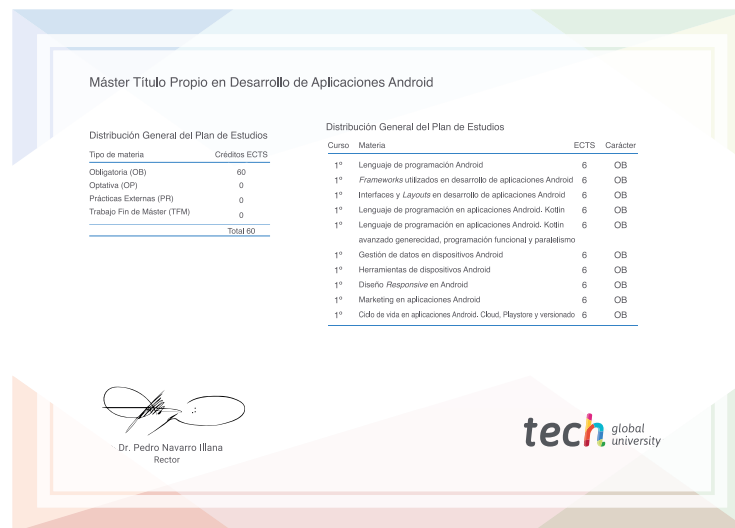 Máster Título Propio en Desarrollo de Aplicaciones Android
Distribución General del Plan de Estudios
Tipo de materia Créditos ECTS
Obligatoria (OB) 60
Optativa (OP) 0
Prácticas Externas (PR) 0
Trabajo Fin de Máster (TFM) 0
Total 60
Distribución General del Plan de Estudios
Curso Materia ECTS Carácter
1º Lenguaje de programación Android 6 OB
1º Frameworks utilizados en desarrollo de aplicaciones Android 6 OB
1º Interfaces y Layouts en desarrollo de aplicaciones Android 6 OB
1º Lenguaje de programación en aplicaciones Android. Kotlin 6 OB
1º Lenguaje de programación en aplicaciones Android. Kotlin 6 OB
avanzado generecidad, programación funcional y paralelismo
1º Gestión de datos en dispositivos Android 6 OB
1º Herramientas de dispositivos Android 6 OB
1º Diseño Responsive en Android 6 OB
1º Marketing en aplicaciones Android 6 OB
1º Ciclo de vida en aplicaciones Android. Cloud, Playstore y versionado 6 OB
Dr. Pedro Navarro Illana
Rector
tech global
university